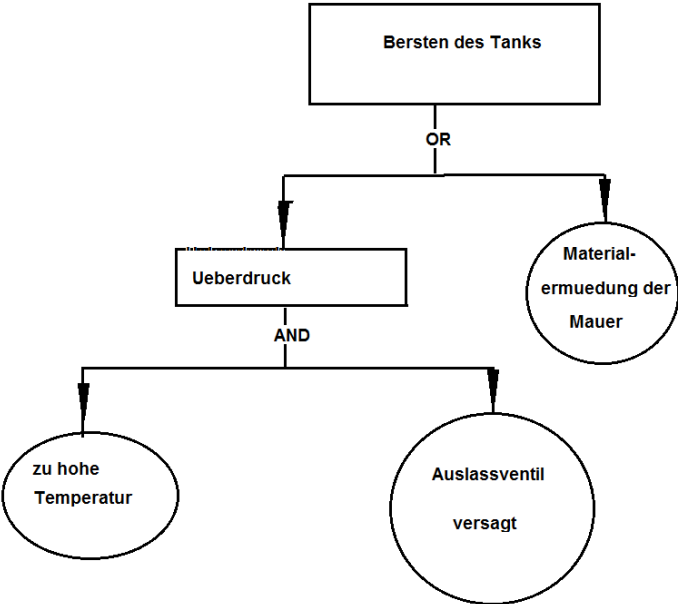 Bersten des Tanks
OR
Ueberdruck
Material-
ermuedung der
Mauer
AND
zu hohe
Temperatur
Auslassventil
versagt